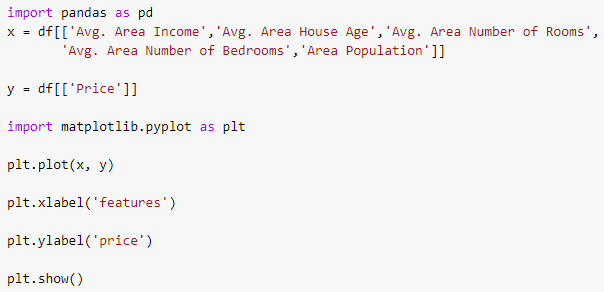 import pandas as pd
x = df[['Avg. Area Income','Avg. Area House Age','Avg. Area Number of Rooms',
'Avg. Area Number of Bedrooms','Area Population']]
y = df[['Price']]
import matplotlib.pyplot as plt
plt.plot(x, y)
plt.xlabel('features')
plt.ylabel('price')
plt.show()